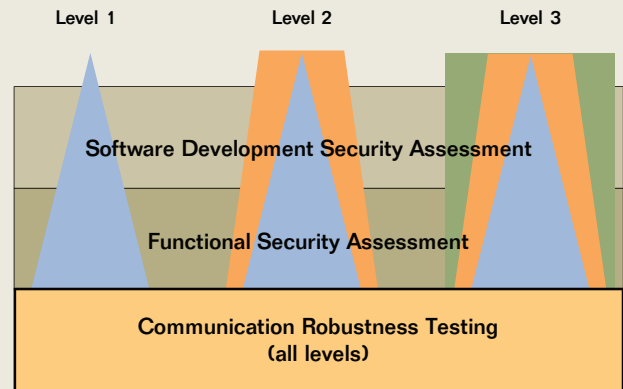 Level 1 Level 2 Level 3
Software Development Security Assessment
Functional Security Assessment
Communication Robustness Testing
(all levels)